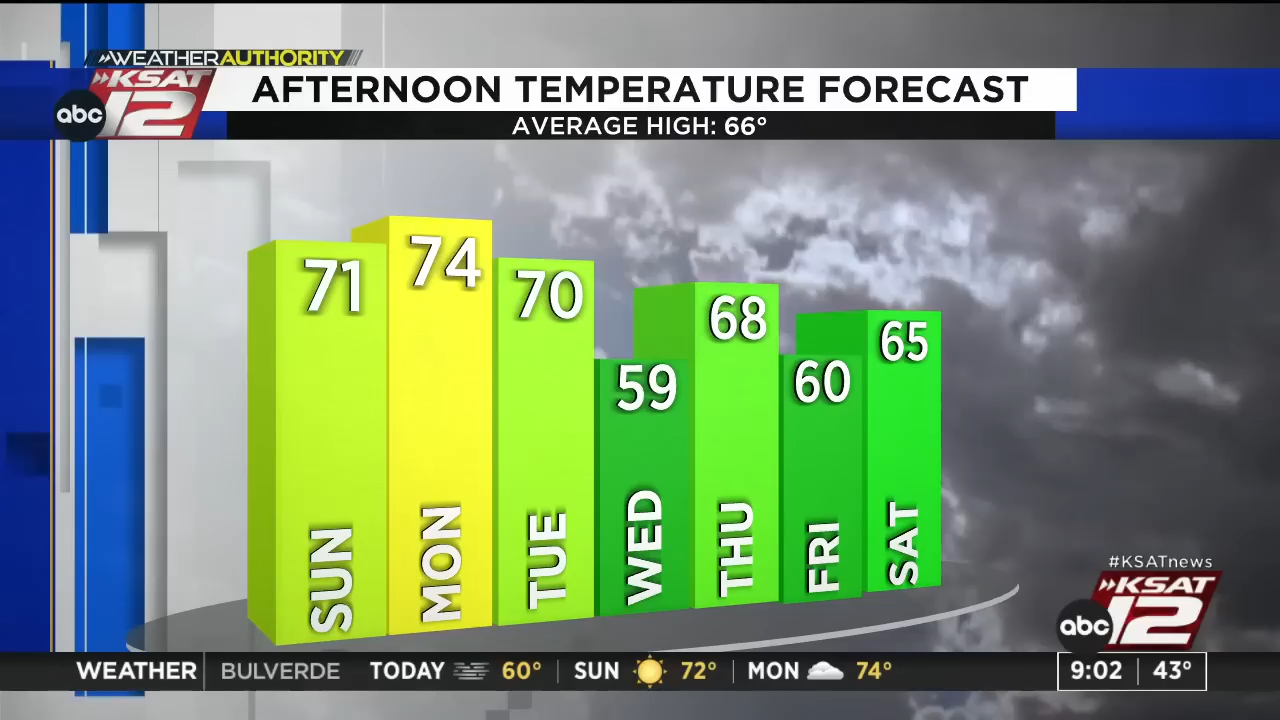 WEATHERAUTHORITY
KSAT
abc 12
AFTERNOON TEMPERATURE FORECAST
AVERAGE HIGH: 66°
71 74 70 59 68 60 65
SUN MON TUE WED THU FRI SAT
#KSATnews
KSAT
abc 12
WEATHER BULVERDE TODAY 60° SUN 72° MON 74° 9:02 43°